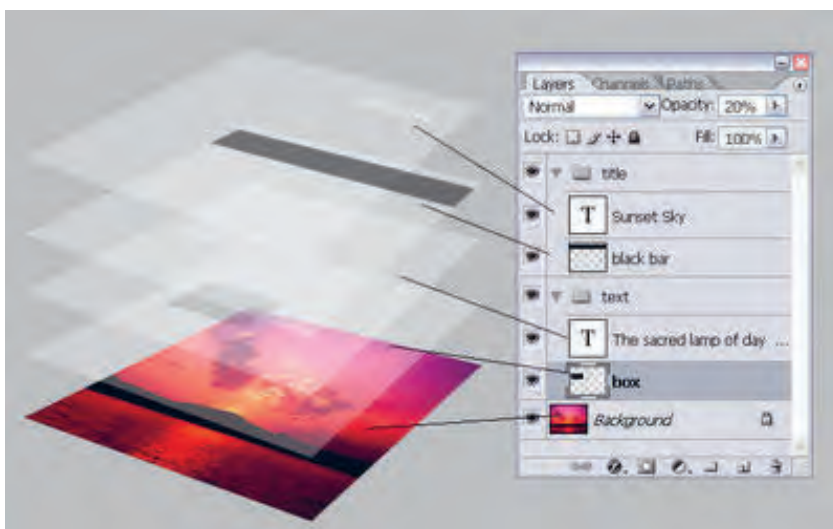 Layers Channels Paths
Normal Opacity: 20%
Lock: Fill: 100%
title
T Sunset Sky
black bar
text
T The sacred lamp of day ...
box
Background